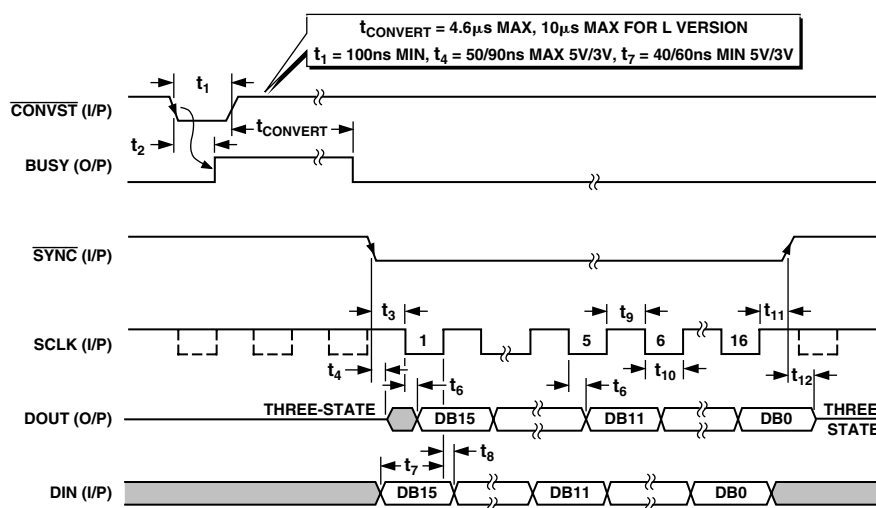 tCONVERT = 4.6µs MAX, 10µs MAX FOR L VERSION
t1 = 100ns MIN, t4 = 50/90ns MAX 5V/3V, t7 = 40/60ns MIN 5V/3V
t1
CONVST (I/P)
tCONVERT
t2
BUSY (O/P)
SYNC (I/P)
t3
t9
t11
SCLK (I/P)
1
5
6
16
t4
t6
t6
t10
t12
DOUT (O/P)
THREE-STATE
DB15
DB11
DB0
THREE
STATE
t7
t8
DIN (I/P)
DB15
DB11
DB0